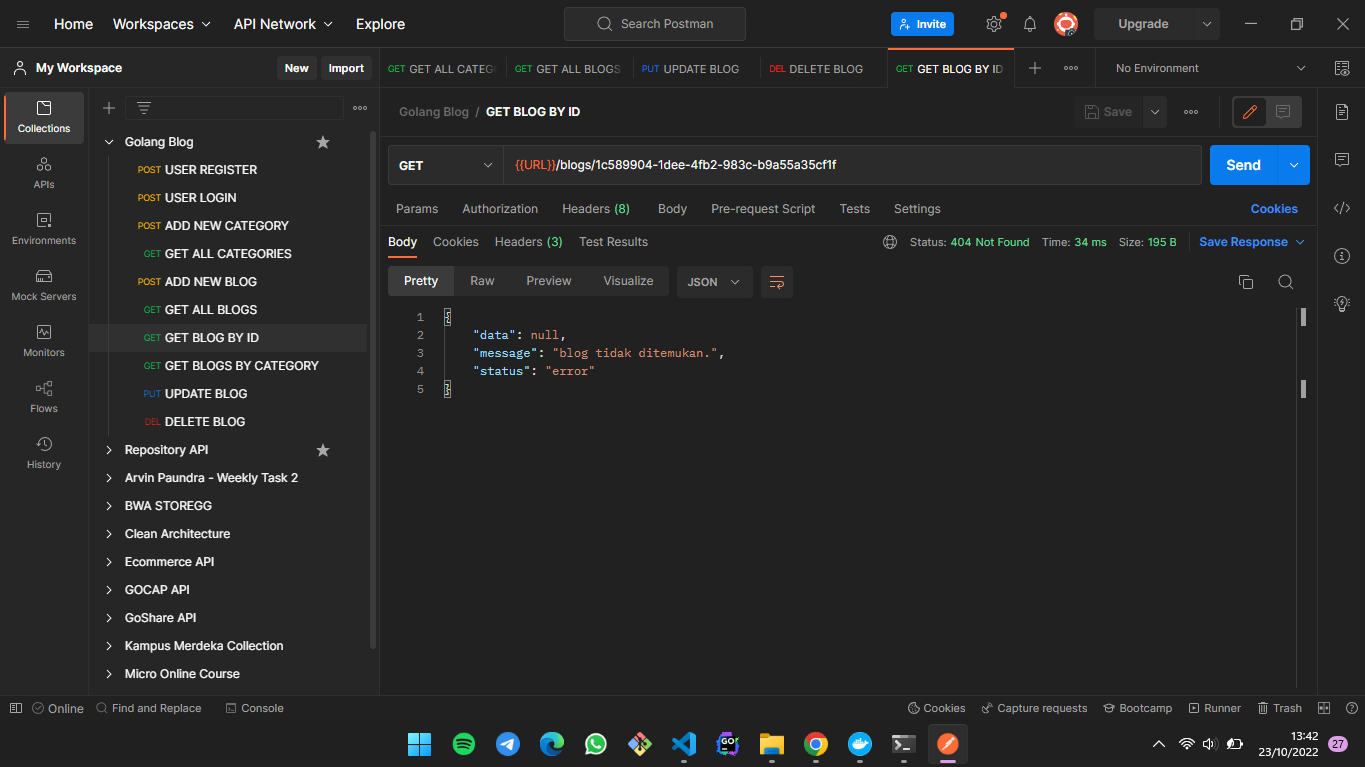 Home Workspaces API Network Explore Search Postman Invite Upgrade
My Workspace New Import
GET GET ALL CATEG GET GET ALL BLOGS PUT UPDATE BLOG DEL DELETE BLOG GET GET BLOG BY ID No Environment
Collections
APIs
Environments
Mock Servers
Monitors
Flows
History
Golang Blog
POST USER REGISTER
POST USER LOGIN
POST ADD NEW CATEGORY
GET GET ALL CATEGORIES
POST ADD NEW BLOG
GET GET ALL BLOGS
GET GET BLOG BY ID
GET GET BLOGS BY CATEGORY
PUT UPDATE BLOG
DEL DELETE BLOG
Repository API
Arvin Paundra - Weekly Task 2
BWA STOREGG
Clean Architecture
Ecommerce API
GOCAP API
GoShare API
Kampus Merdeka Collection
Micro Online Course
Golang Blog / GET BLOG BY ID Save
GET {{URL}}/blogs/1c589904-1dee-4fb2-983c-b9a55a35cf1f Send
Params Authorization Headers (8) Body Pre-request Script Tests Settings Cookies
Body Cookies Headers (3) Test Results Status: 404 Not Found Time: 34 ms Size: 195 B Save Response
Pretty Raw Preview Visualize JSON
1 {
2 "data": null,
3 "message": "blog tidak ditemukan.",
4 "status": "error"
5 }
Online Find and Replace Console Cookies Capture requests Bootcamp Runner Trash
GO
13:42
23/10/2022 27